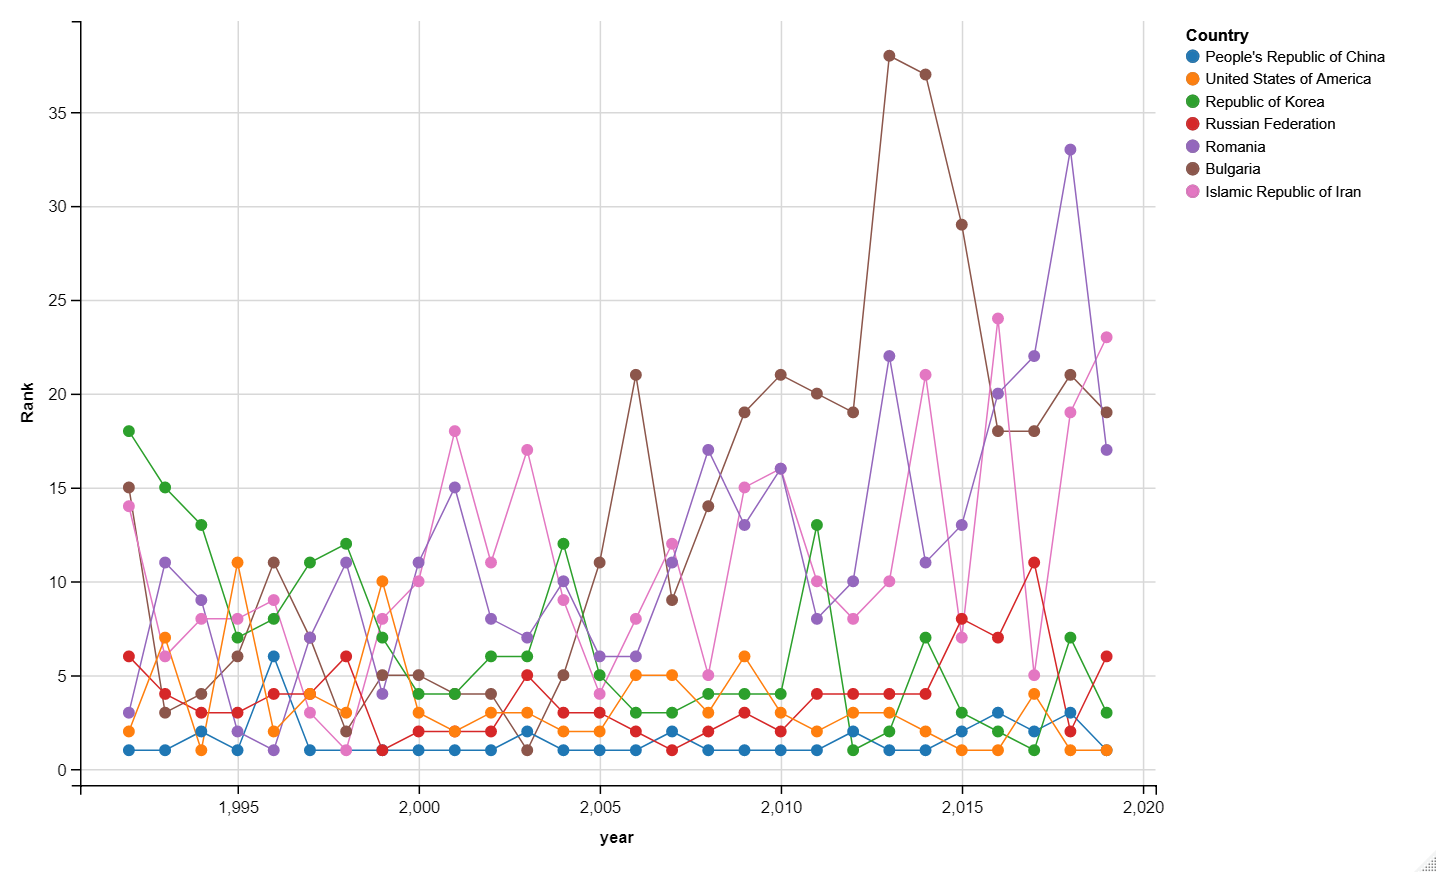 Country
People's Republic of China
United States of America
Republic of Korea
Russian Federation
Romania
Bulgaria
Islamic Republic of Iran
Rank
35
30
25
20
15
10
5
0
1,995 2,000 2,005 2,010 2,015 2,020
year